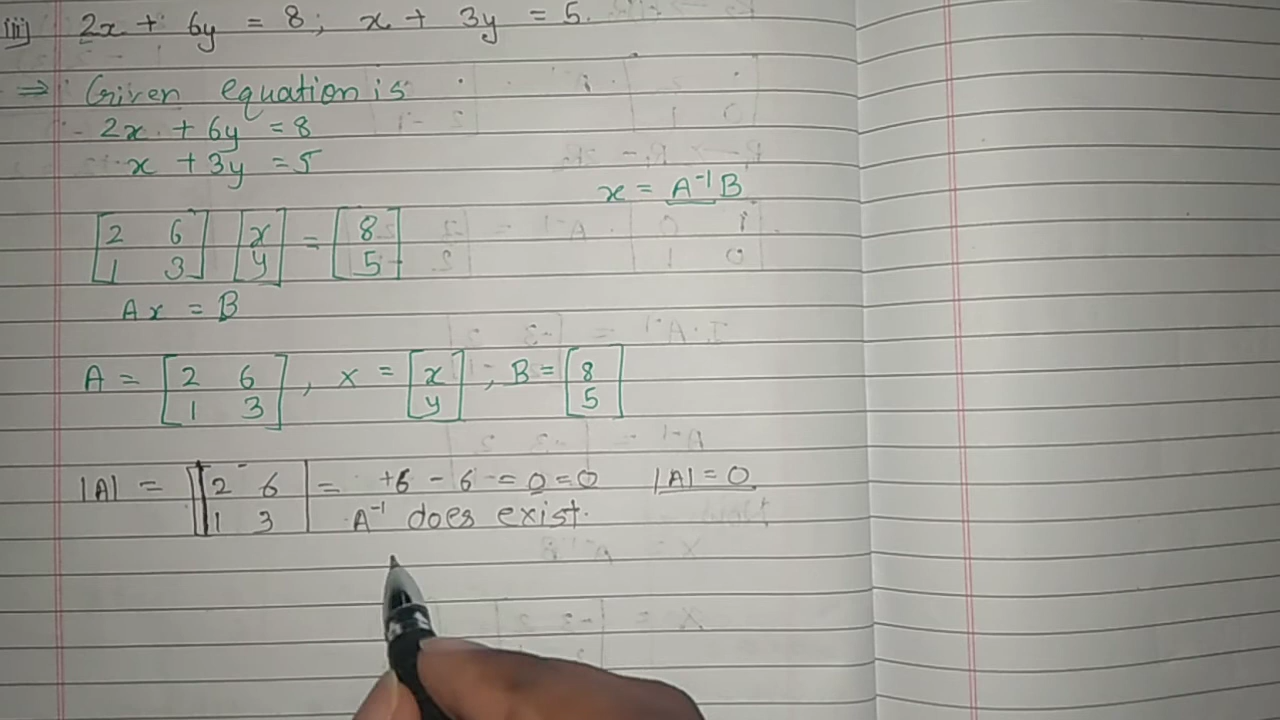 iii) 2x + 6y = 8; x + 3y = 5.
⇒ Given equation is
2x + 6y = 8
x + 3y = 5
x = A⁻¹B
[2 6 [x = [8
1 3] y] 5]
Ax = B
A = [2 6 , x = [x ; B = [8
1 3] y] 5]
|A| = |2 6 | = +6 - 6 = 0 = 0 |A| = 0
1 3 A⁻¹ does exist.